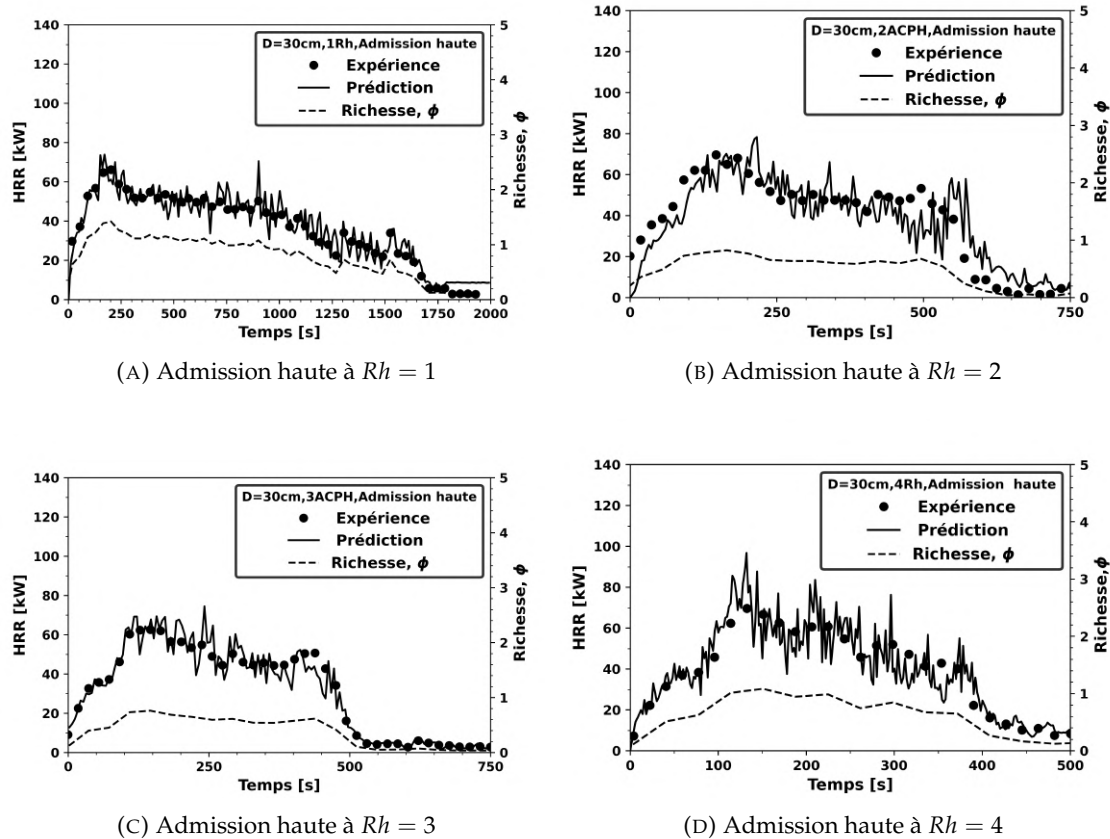 140
120
100
80
60
40
20
0
HRR [kW]
0 250 500 750 1000 1250 1500 1750 2000
Temps [s]
5
4
3
2
1
0
Richesse, ϕ
D=30cm,1Rh,Admission haute
Expérience
Prédiction
Richesse, ϕ
(A) Admission haute à Rh = 1
140
120
100
80
60
40
20
0
HRR [kW]
0 250 500 750
Temps [s]
5
4
3
2
1
0
Richesse, ϕ
D=30cm,2ACPH,Admission haute
Expérience
Prédiction
Richesse, ϕ
(B) Admission haute à Rh = 2
140
120
100
80
60
40
20
0
HRR [kW]
0 250 500 750
Temps [s]
5
4
3
2
1
0
Richesse, ϕ
D=30cm,3ACPH,Admission haute
Expérience
Prédiction
Richesse, ϕ
(C) Admission haute à Rh = 3
140
120
100
80
60
40
20
0
HRR [kW]
0 100 200 300 400 500
Temps [s]
5
4
3
2
1
0
Richesse,ϕ
D=30cm,4Rh,Admission haute
Expérience
Prédiction
Richesse, ϕ
(D) Admission haute à Rh = 4